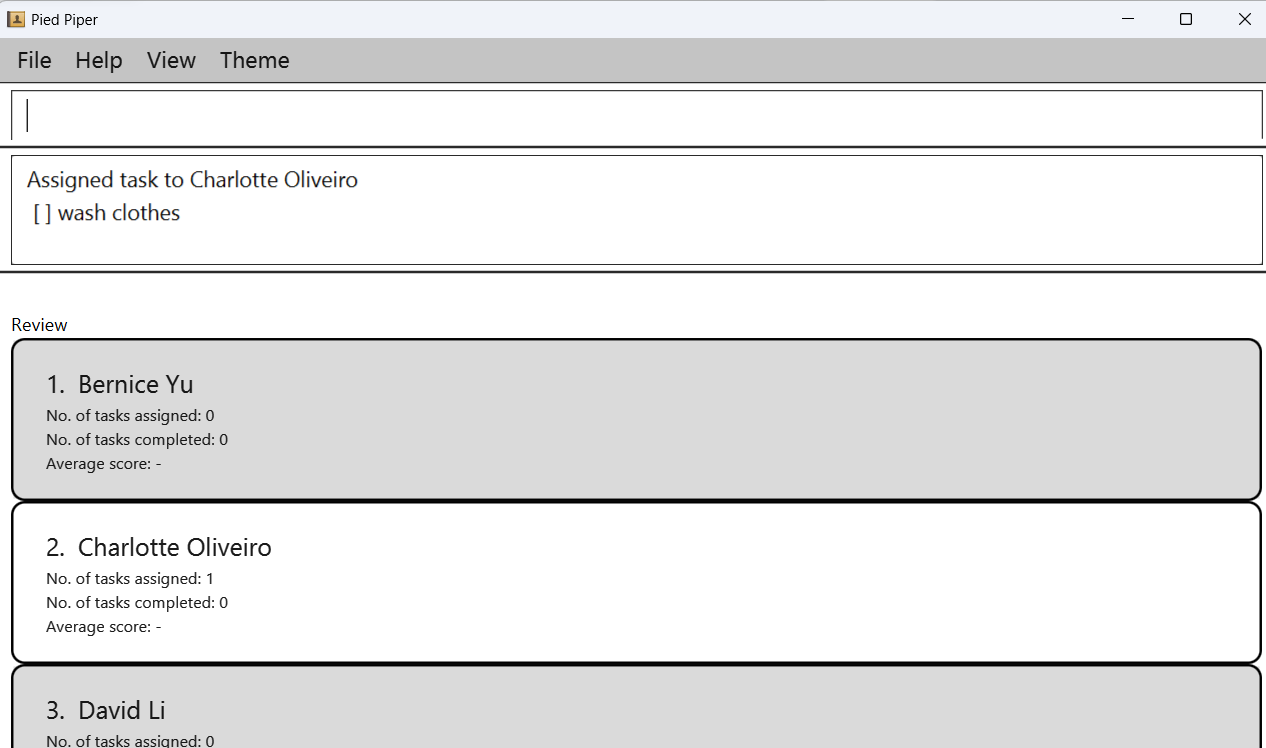 Pied Piper
File Help View Theme
Assigned task to Charlotte Oliveiro
[ ] wash clothes
Review
1. Bernice Yu
No. of tasks assigned: 0
No. of tasks completed: 0
Average score: -
2. Charlotte Oliveiro
No. of tasks assigned: 1
No. of tasks completed: 0
Average score: -
3. David Li
No. of tasks assigned: 0